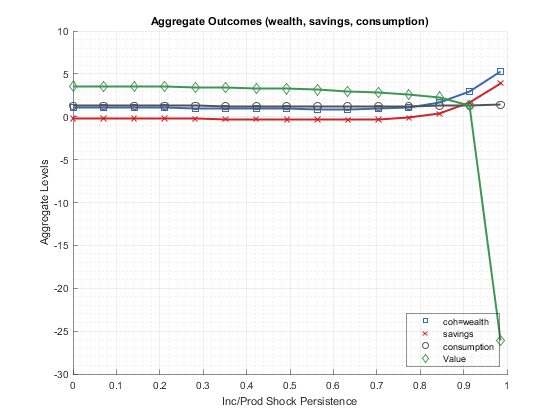 Aggregate Outcomes (wealth, savings, consumption)
10
5
0
-5
-10
-15
-20
-25
-30
Aggregate Levels
0 0.1 0.2 0.3 0.4 0.5 0.6 0.7 0.8 0.9 1
Inc/Prod Shock Persistence
coh=wealth
savings
consumption
Value